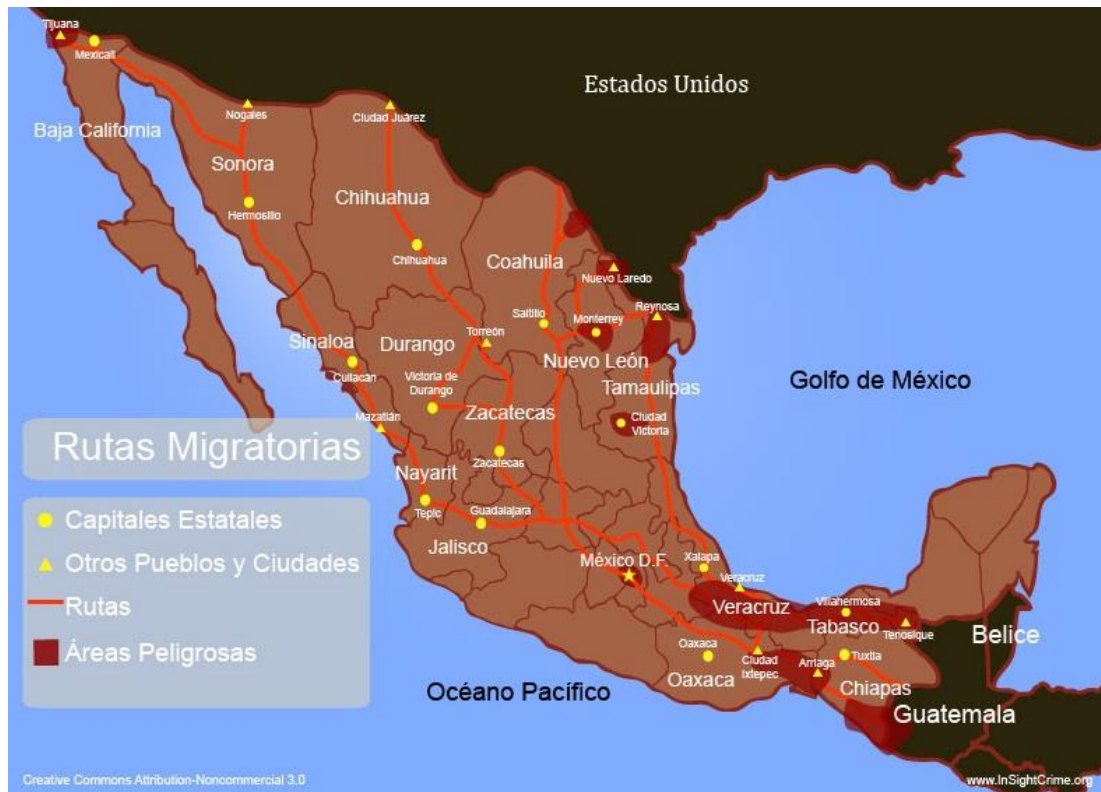 Tijuana
Mexicali
Estados Unidos
Nogales
Ciudad Juárez
Baja California
Sonora
Chihuahua
Hermosillo
Chihuahua
Coahuila
Nuevo Laredo
Reynosa
Saltillo
Monterrey
Sinaloa
Durango
Torreón
Nuevo León
Culiacán
Victoria de
Durango
Tamaulipas
Golfo de México
Mazatlán
Zacatecas
Ciudad
Victoria
Rutas Migratorias
Nayarit
Zacatecas
Tepic
Guadalajara
Capitales Estatales
Jalisco
Otros Pueblos y Ciudades
México D.F.
Xalapa
Veracruz
Rutas
Veracruz
Villahermosa
Tabasco
Tenosique
Belice
Áreas Peligrosas
Oaxaca
Oaxaca
Ciudad
Ixtepec
Arriaga
Tuxtla
Chiapas
Océano Pacífico
Guatemala
Creative Commons Attribution-Noncommercial 3.0
www.InSightCrime.org